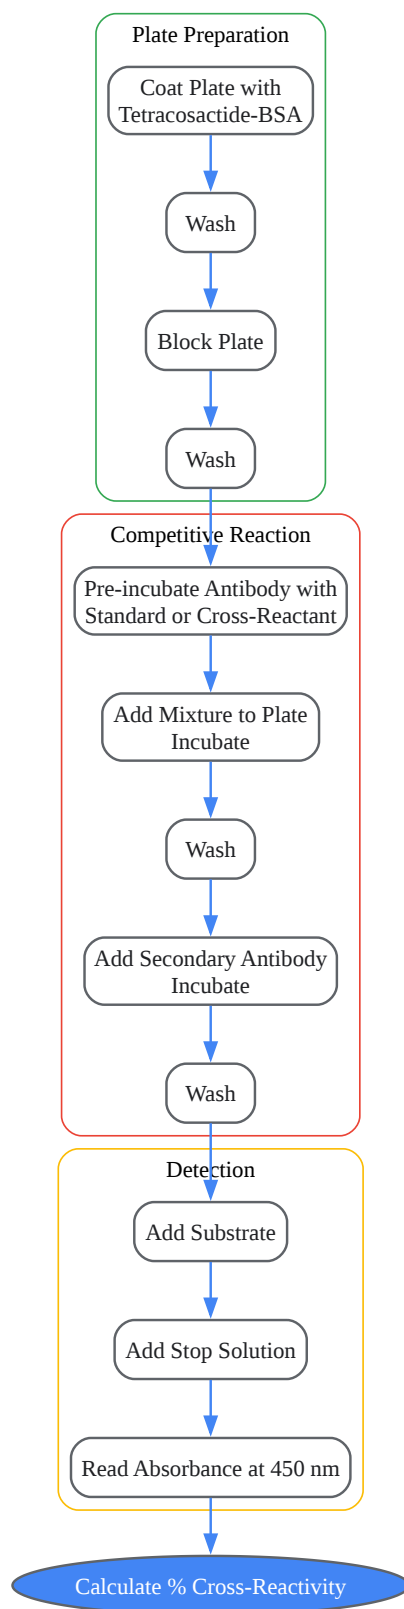 Plate Preparation
Coat Plate with
Tetracosactide-BSA
Wash
Block Plate
Wash
Competitive Reaction
Pre-incubate Antibody with
Standard or Cross-Reactant
Add Mixture to Plate
Incubate
Wash
Add Secondary Antibody
Incubate
Wash
Detection
Add Substrate
Add Stop Solution
Read Absorbance at 450 nm
Calculate % Cross-Reactivity